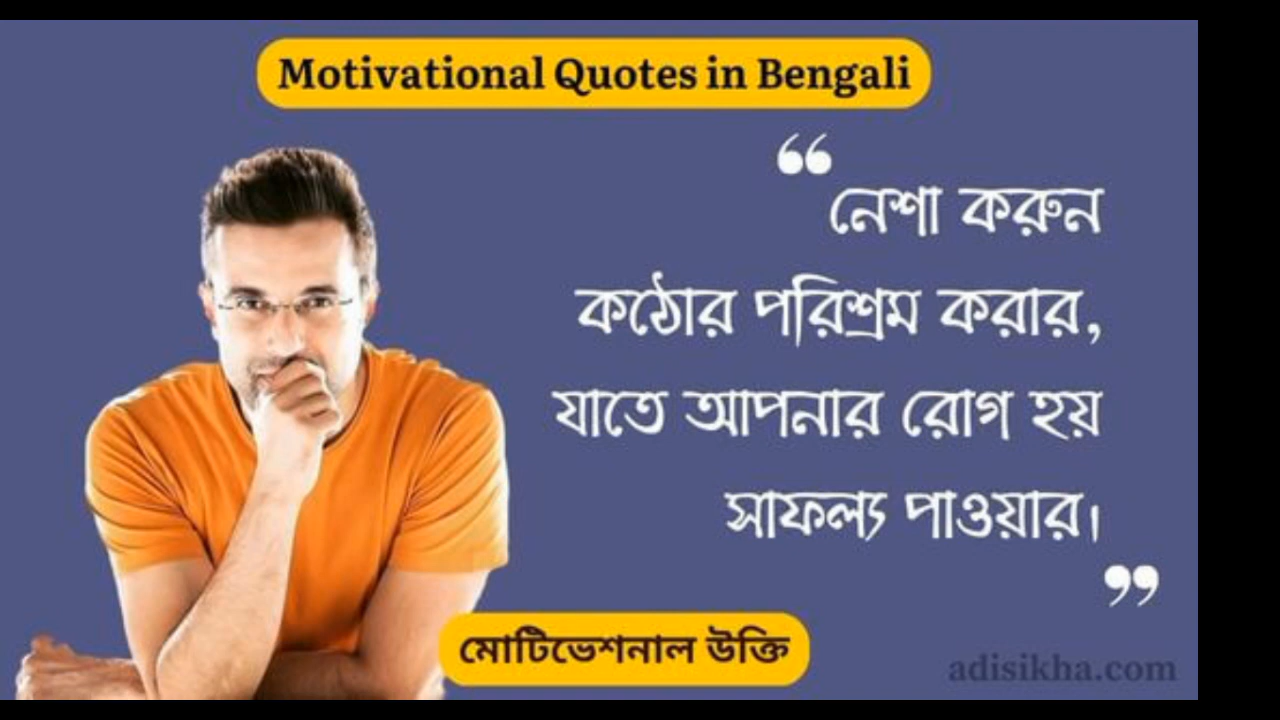 Motivational Quotes in Bengali
“নেশা করুন
কঠোর পরিশ্রম করার,
যাতে আপনার রোগ হয়
সাফল্য পাওয়ার।
”
মোটিভেশনাল উক্তি
adisikha.com